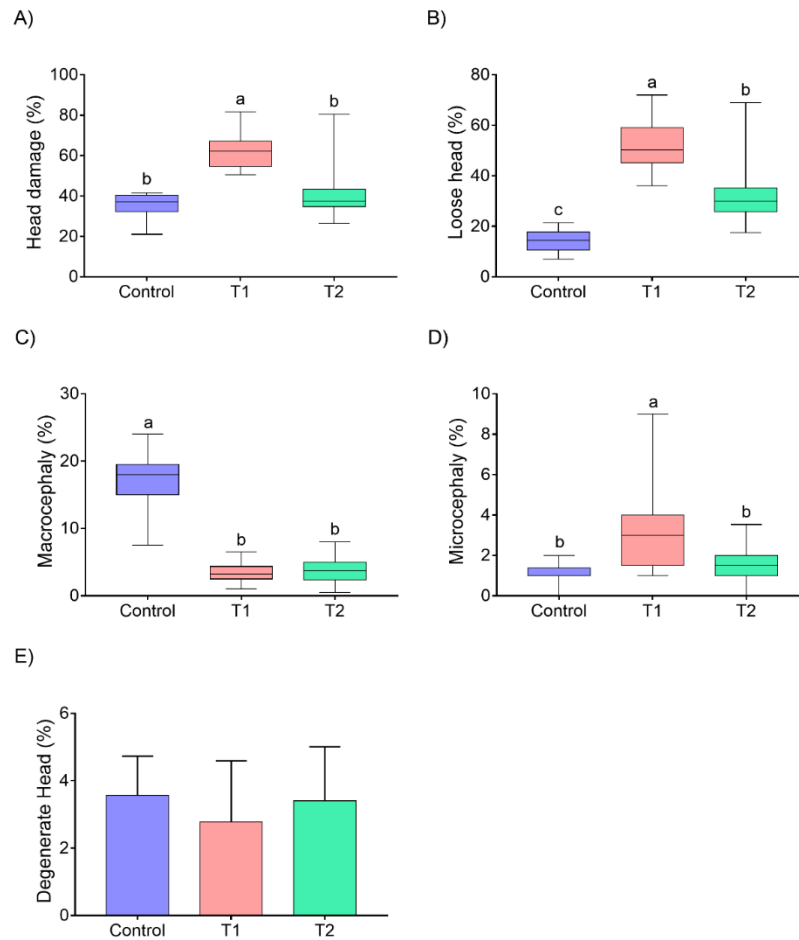 A)
Head damage (%)
100
80
60
40
20
0
b
a
b
Control T1 T2
B)
Loose head (%)
80
60
40
20
0
c
a
b
Control T1 T2
C)
Macrocephaly (%)
30
20
10
0
a
b
b
Control T1 T2
D)
Microcephaly (%)
10
8
6
4
2
0
b
a
b
Control T1 T2
E)
Degenerate Head (%)
6
4
2
0
Control T1 T2